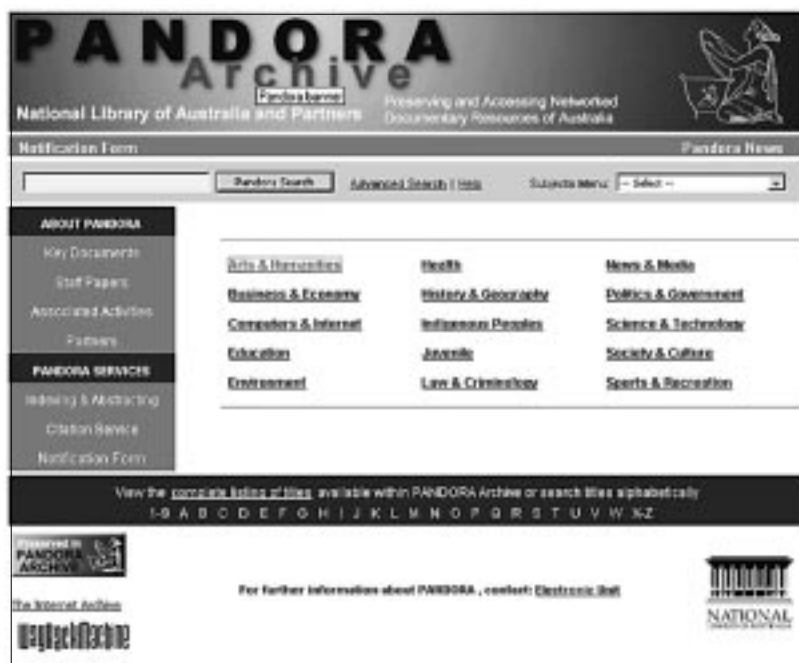 PANDORA
Archive
Pandora banner
National Library of Australia and Partners
Preserving and Accessing Networked
Documentary Resources of Australia
Notification Form Pandora News
Pandora Search Advanced Search | Help Subjects Menu: -- Select --
ABOUT PANDORA
Key Documents
Staff Papers
Associated Activities
Partners
PANDORA SERVICES
Indexing & Abstracting
Citation Service
Notification Form
Arts & Humanities Health News & Media
Business & Economy History & Geography Politics & Government
Computers & Internet Indigenous Peoples Science & Technology
Education Juvenile Society & Culture
Environment Law & Criminology Sports & Recreation
View the complete listing of titles available within PANDORA Archive or search titles alphabetically
1-9 A B C D E F G H I J K L M N O P Q R S T U V W X-Z
Preserved in
PANDORA
ARCHIVE
The Internet Archive
WayBackMachine
For further information about PANDORA , contact: Electronic Unit
NATIONAL